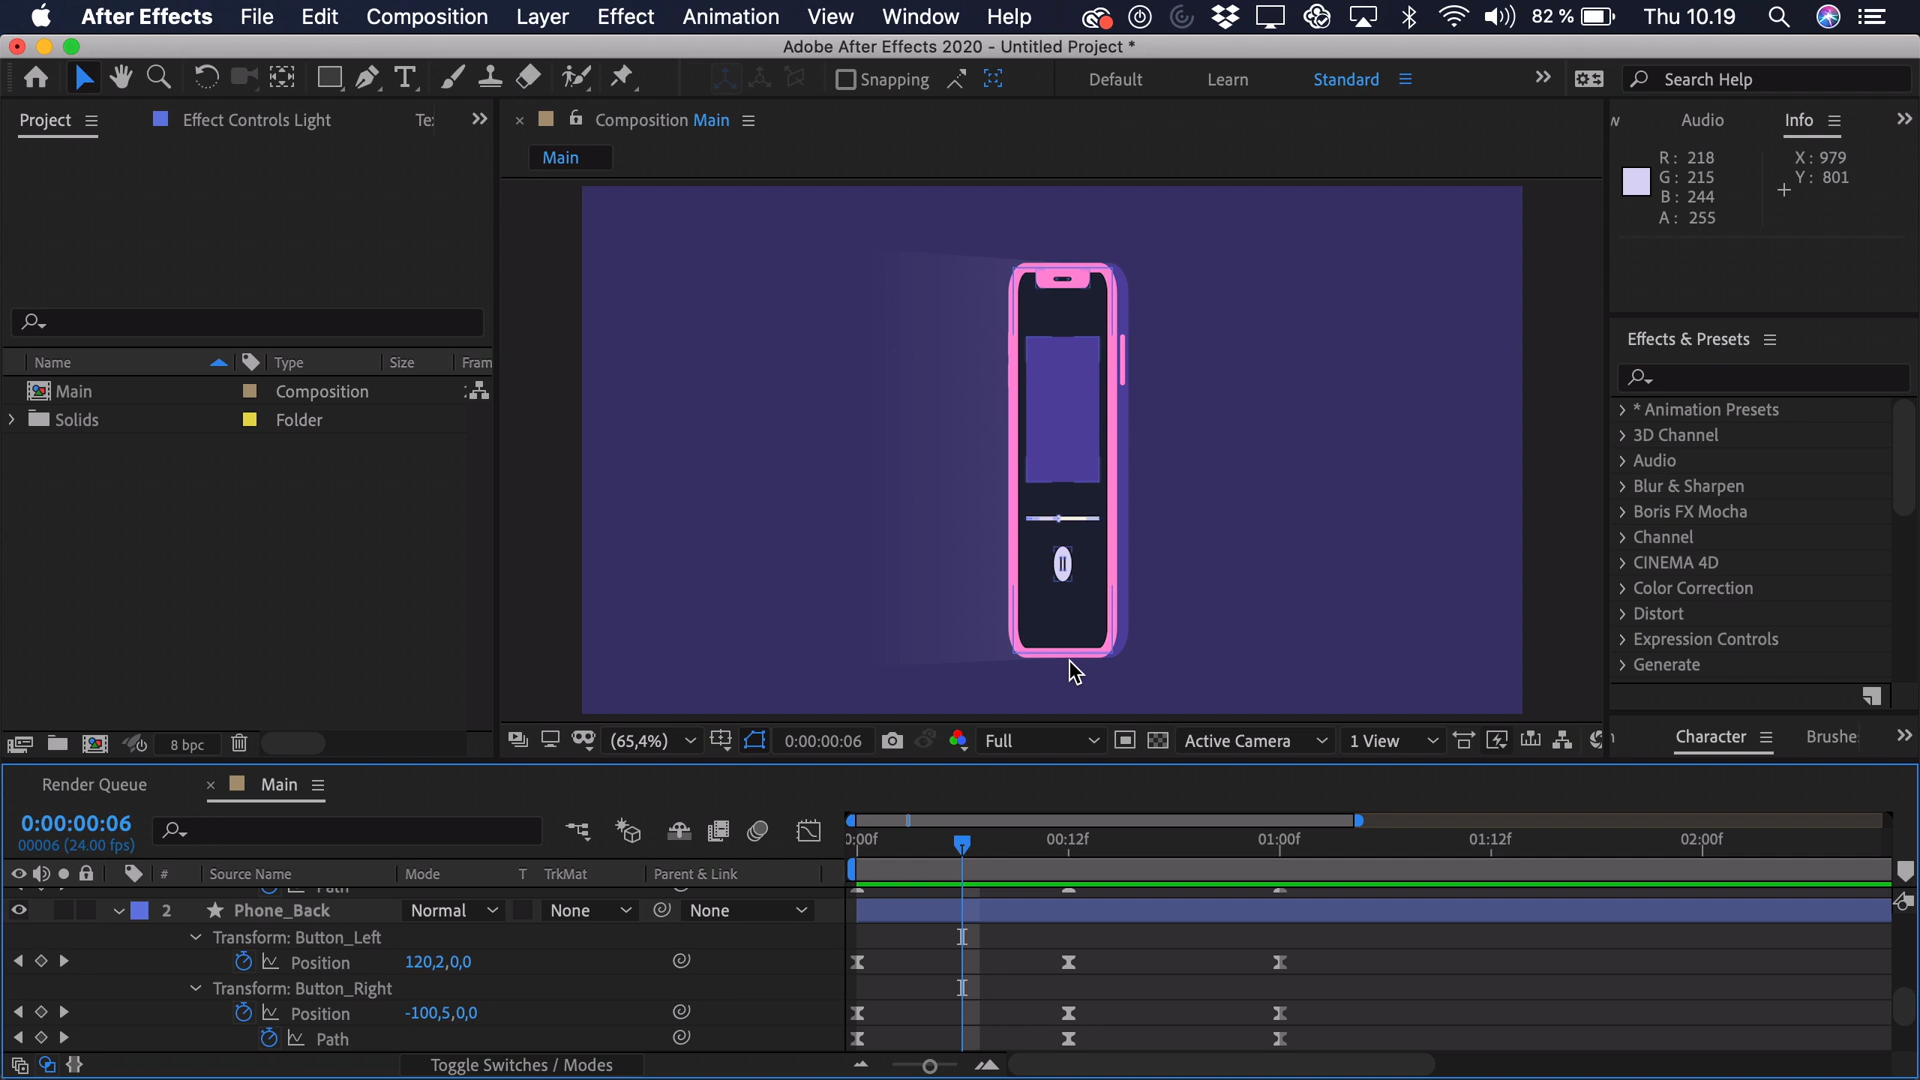 After Effects File Edit Composition Layer Effect Animation View Window Help 82 % Thu 10.19
Adobe After Effects 2020 - Untitled Project *
Snapping Default Learn Standard Search Help
Project Effect Controls Light
Composition Main
Audio Info
Main
R: 218 X: 979
G: 215 Y: 801
B: 244
A: 255
Effects & Presets
Name Type Size Fram
Main Composition
Solids Folder
* Animation Presets
3D Channel
Audio
Blur & Sharpen
Boris FX Mocha
Channel
CINEMA 4D
Color Correction
Distort
Expression Controls
Generate
8 bpc
(65,4%) 0:00:00:06 Full Active Camera 1 View
Character Brushe
Render Queue Main
0:00:00:06
00006 (24.00 fps)
0:00f 00:12f 01:00f 01:12f 02:00f
# Source Name Mode T TrkMat Parent & Link
Path
2 Phone_Back Normal None None
Transform: Button_Left
Position 120,2,0,0
Transform: Button_Right
Position -100,5,0,0
Path
Toggle Switches / Modes